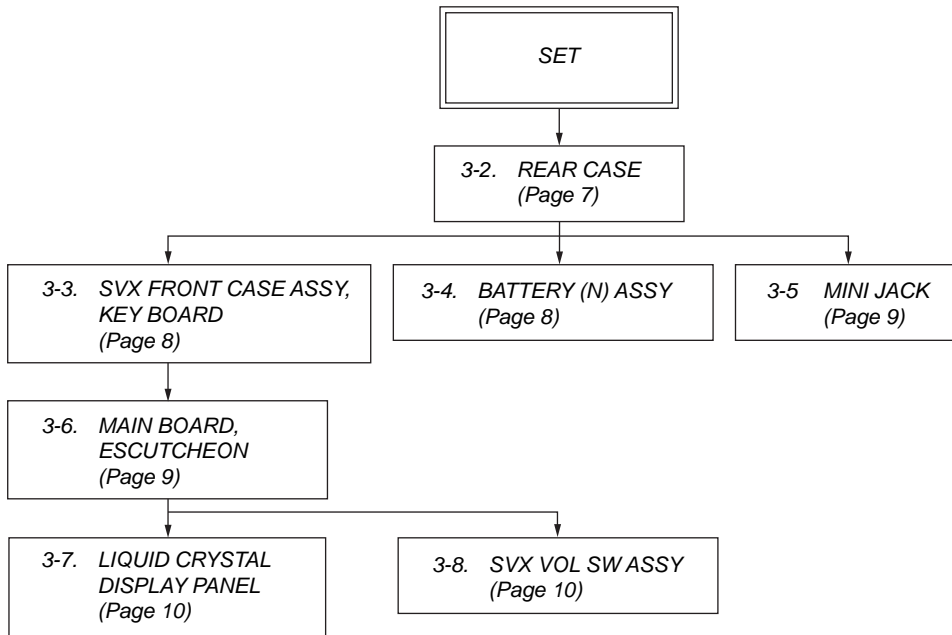 SET
3-2. REAR CASE
(Page 7)
3-3. SVX FRONT CASE ASSY,
KEY BOARD
(Page 8)
3-4. BATTERY (N) ASSY
(Page 8)
3-5 MINI JACK
(Page 9)
3-6. MAIN BOARD,
ESCUTCHEON
(Page 9)
3-7. LIQUID CRYSTAL
DISPLAY PANEL
(Page 10)
3-8. SVX VOL SW ASSY
(Page 10)